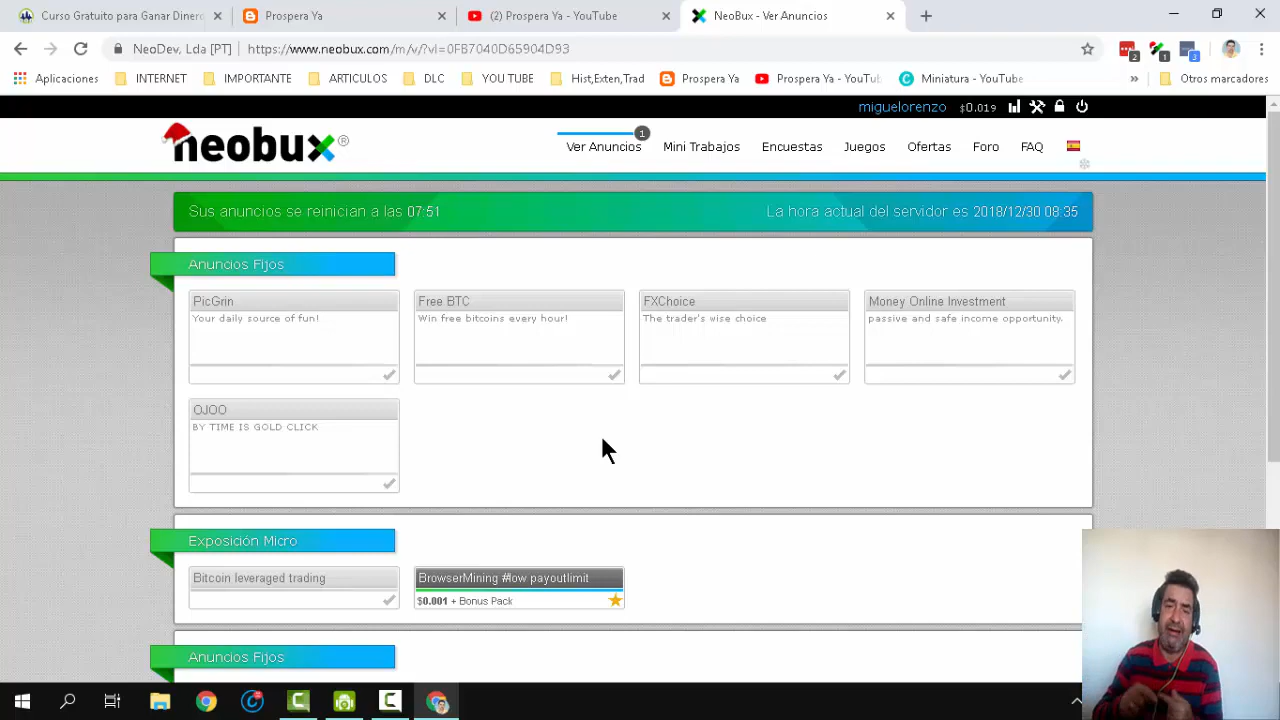 Curso Gratuito para Ganar Dinero
Prospera Ya
(2) Prospera Ya - YouTube
NeoBux - Ver Anuncios
NeoDev, Lda [PT]
https://www.neobux.com/m/v/?vl=0FB7040D65904D93
2
1
3
Aplicaciones
INTERNET
IMPORTANTE
ARTICULOS
DLC
YOU TUBE
Hist,Exten,Trad
Prospera Ya
Prospera Ya - YouTu
Miniatura - YouTube
»
Otros marcadores
miguelorenzo $0.019
neobux®
Ver Anuncios
1
Mini Trabajos
Encuestas
Juegos
Ofertas
Foro
FAQ
Sus anuncios se reinician a las 07:51
La hora actual del servidor es 2018/12/30 08:35
Anuncios Fijos
PicGrin
Your daily source of fun!
Free BTC
Win free bitcoins every hour!
FXChoice
The trader's wise choice
Money Online Investment
passive and safe income opportunity.
OJOO
BY TIME IS GOLD CLICK
Exposición Micro
Bitcoin leveraged trading
BrowserMining #low payoutlimit
$0.001 + Bonus Pack
Anuncios Fijos